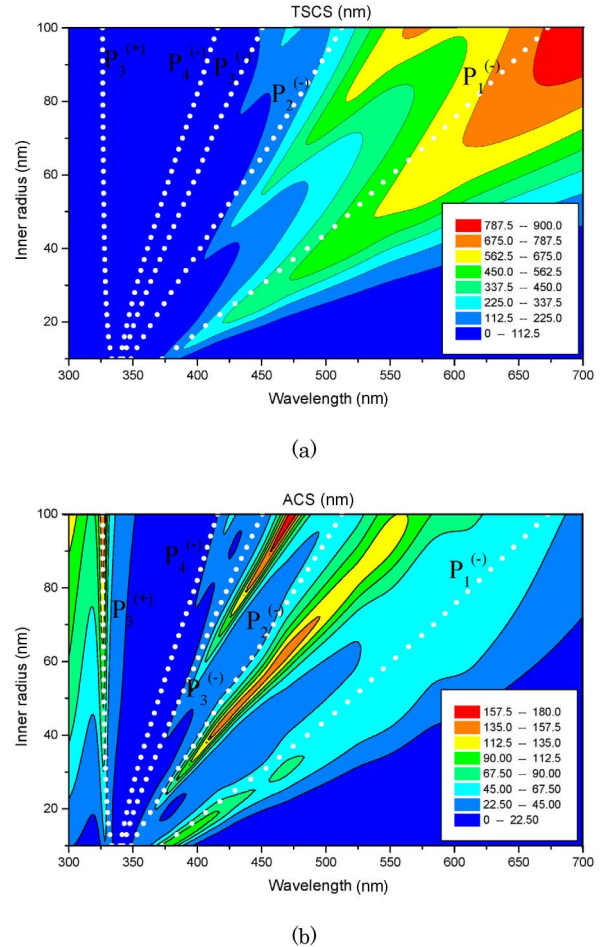 TSCS (nm)
P3(+)
P4(-)
P3(-)
P2(-)
P1(-)
100
80
60
40
20
Inner radius (nm)
787.5 -- 900.0
675.0 -- 787.5
562.5 -- 675.0
450.0 -- 562.5
337.5 -- 450.0
225.0 -- 337.5
112.5 -- 225.0
0 -- 112.5
300 350 400 450 500 550 600 650 700
Wavelength (nm)
(a)
ACS (nm)
P3(+)
P4(-)
P3(-)
P2(-)
P1(-)
100
80
60
40
20
Inner radius (nm)
157.5 -- 180.0
135.0 -- 157.5
112.5 -- 135.0
90.00 -- 112.5
67.50 -- 90.00
45.00 -- 67.50
22.50 -- 45.00
0 -- 22.50
300 350 400 450 500 550 600 650 700
Wavelength (nm)
(b)